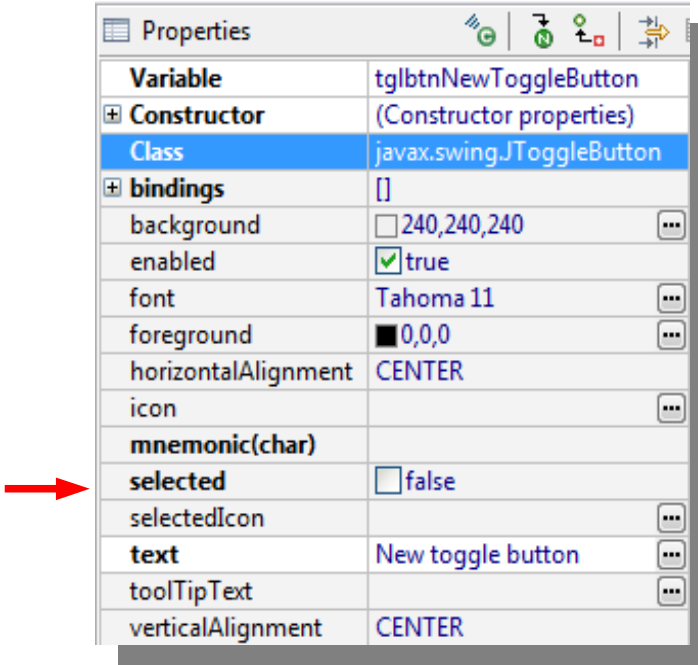 Properties
Variable tglbtnNewToggleButton
Constructor (Constructor properties)
Class javax.swing.JToggleButton
bindings []
background 240,240,240
enabled true
font Tahoma 11
foreground 0,0,0
horizontalAlignment CENTER
icon
mnemonic(char)
selected false
selectedIcon
text New toggle button
toolTipText
verticalAlignment CENTER